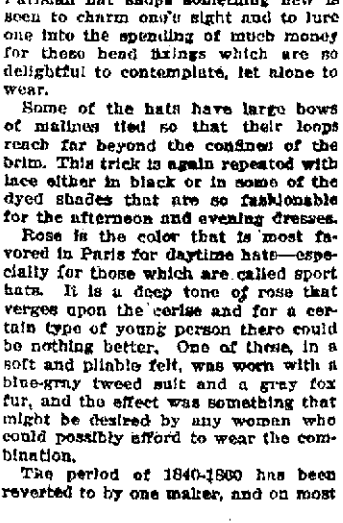 Parisian hat shops something new is
seen to charm one's sight and to lure
one into the spending of much money
for these head fixings which are so
delightful to contemplate, let alone to
wear.
Some of the hats have large bows
of malines tied so that their loops
reach far beyond the confines of the
brim. This trick is again repeated with
lace either in black or in some of the
dyed shades that are so fashionable
for the afternoon and evening dresses.
Rose is the color that is most fa-
vored in Paris for daytime hats—espe-
cially for those which are called sport
hats. It is a deep tone of rose that
verges upon the cerise and for a cer-
tain type of young person there could
be nothing better. One of these, in a
soft and pliable felt, was worn with a
blue-gray tweed suit and a gray fox
fur, and the effect was something that
might be desired by any woman who
could possibly afford to wear the com-
bination.
The period of 1840-1860 has been
reverted to by one maker, and on most